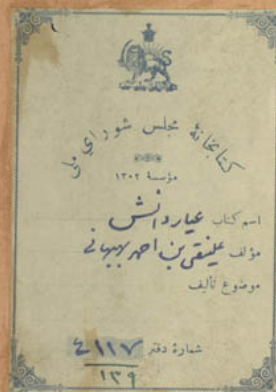 کتابخانهٔ مجلس شورای ملی
مؤسسهٔ ۱۳۰۲
اسم کتاب عیار دانش
مؤلف علینقی بن احمد بهبهانی
موضوع تألیف
شمارهٔ دفتر ۴۱۱۷
۱۳۹